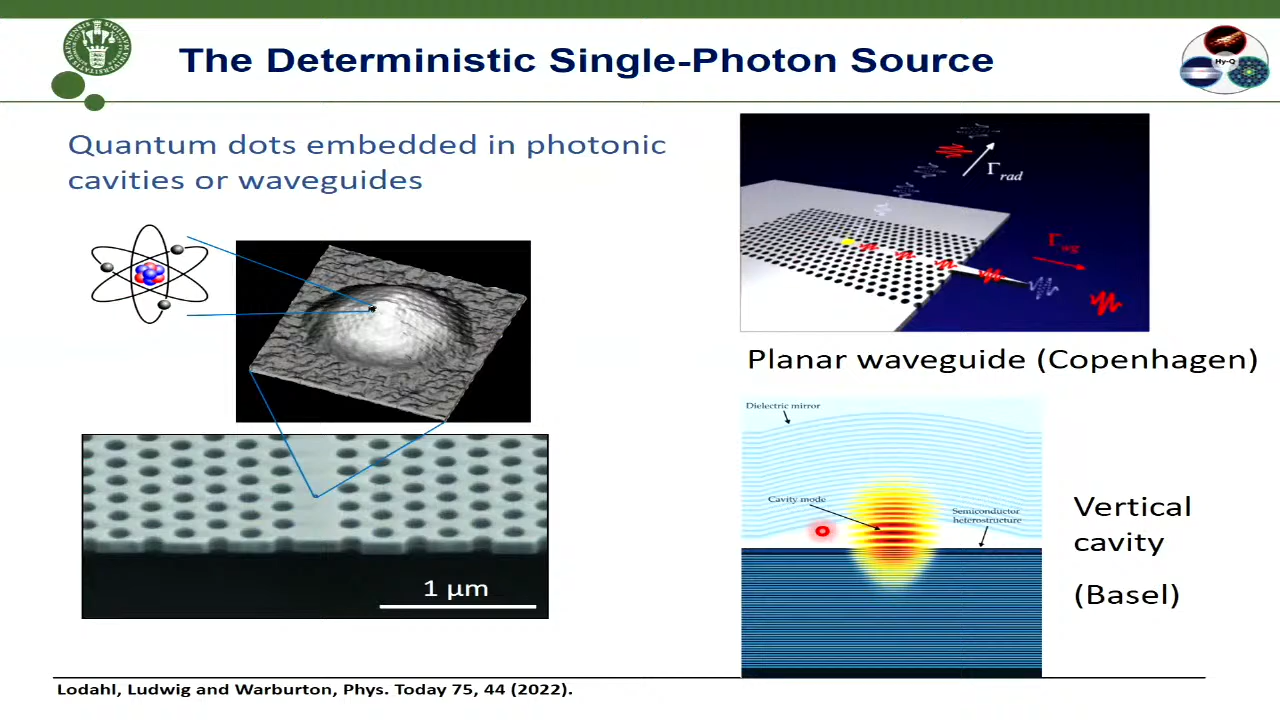 The Deterministic Single-Photon Source
Hy-Q
Quantum dots embedded in photonic
cavities or waveguides
Γrad
Γwg
Planar waveguide (Copenhagen)
1 μm
Dielectric mirror
Cavity mode
Semiconductor
heterostructure
Vertical
cavity
(Basel)
Lodahl, Ludwig and Warburton, Phys. Today 75, 44 (2022).